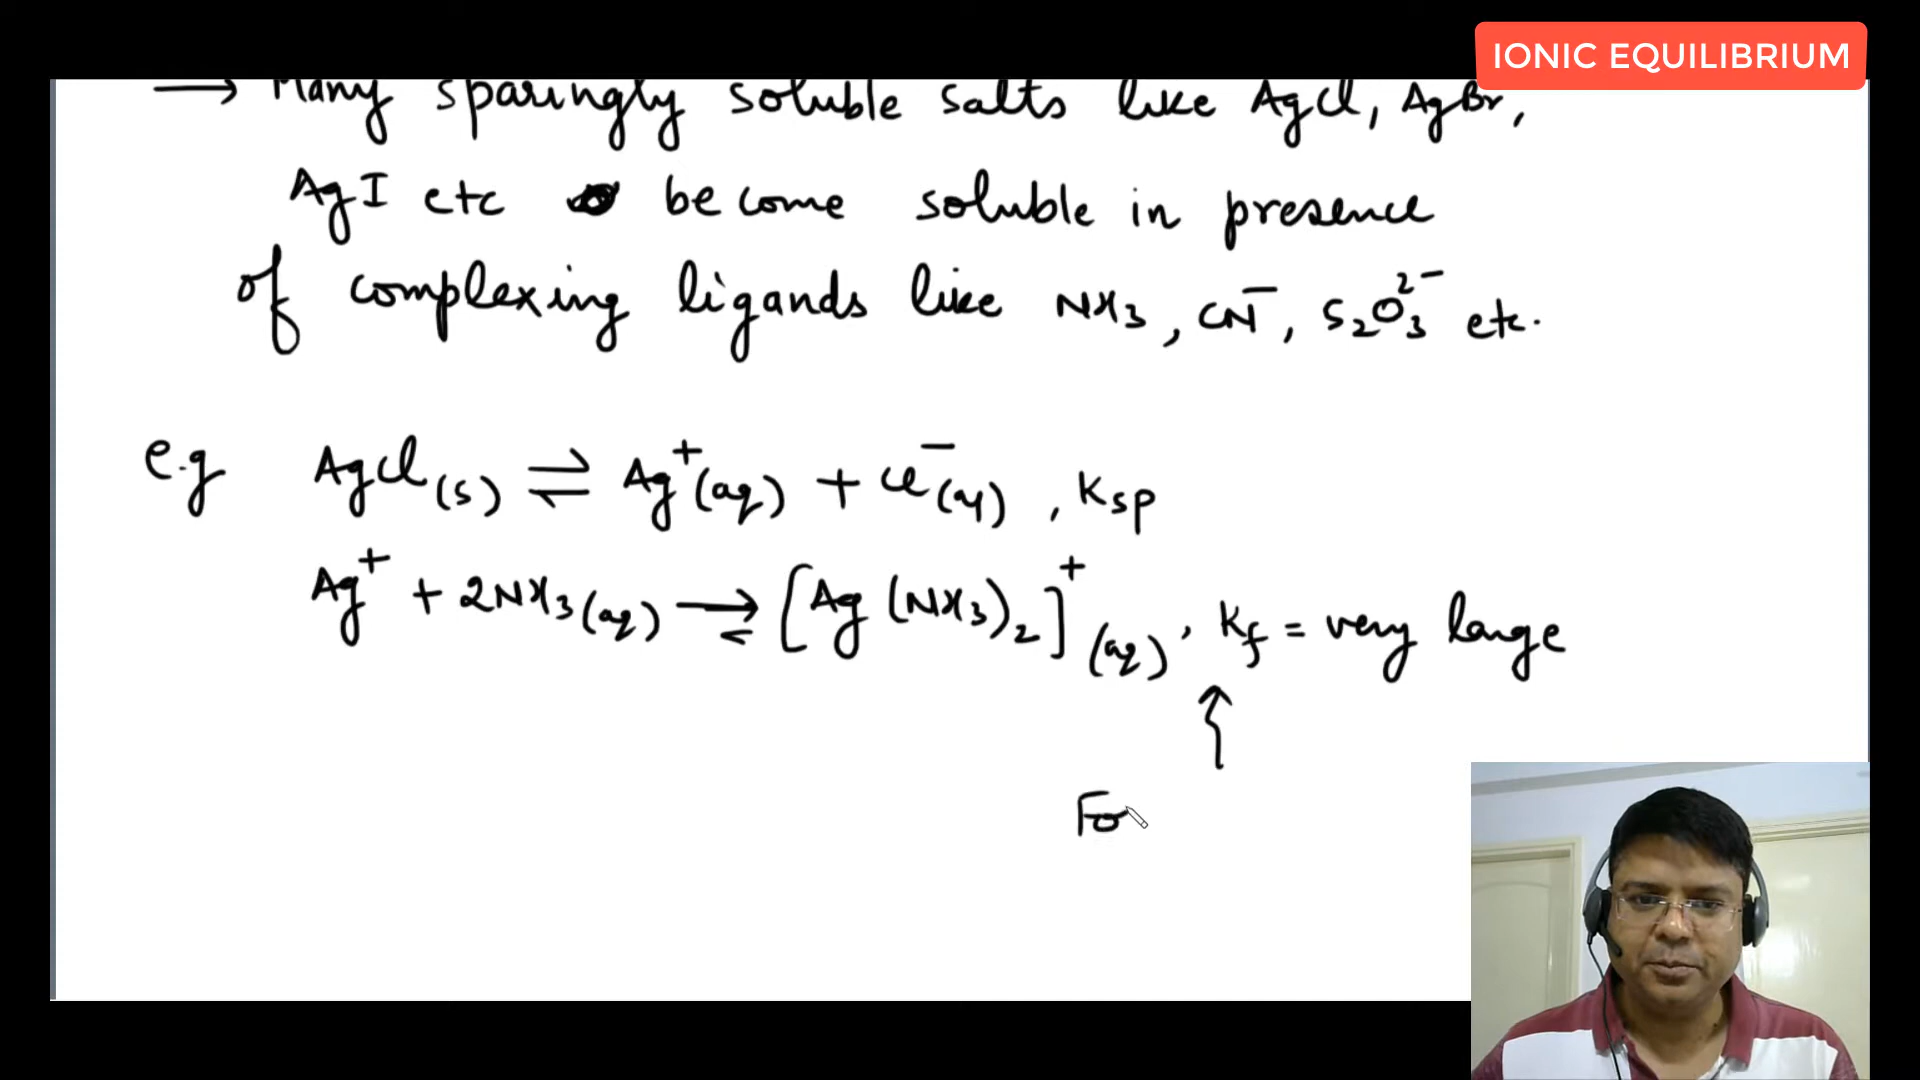 IONIC EQUILIBRIUM
→ Many sparingly soluble salts like AgCl, AgBr,
AgI etc become soluble in presence
of complexing ligands like NH₃, CN⁻, S₂O₃²⁻ etc.
e.g AgCl(s) ⇌ Ag⁺(aq) + Cl⁻(aq), Ksp
Ag⁺ + 2NH₃(aq) ⇌ [Ag(NH₃)₂]⁺(aq), Kf = very large
↑
Fo